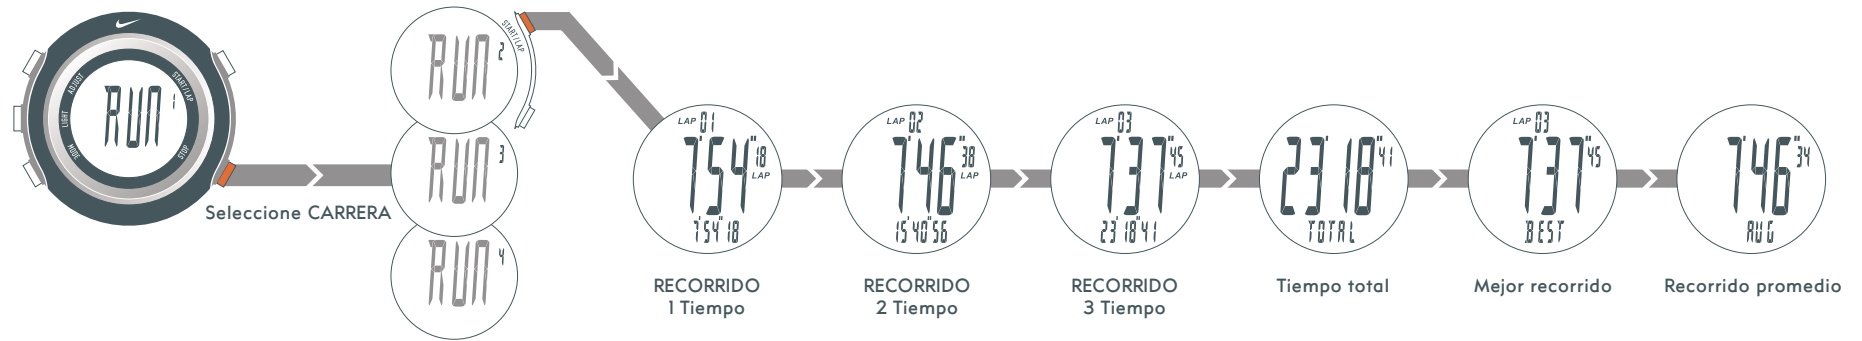 ADJUST
START/LAP
LIGHT
MODE
STOP
RUN 1
Seleccione CARRERA
RUN 2
START/LAP
RUN 3
RUN 4
LAP 01
7'54"18
LAP
7'54"18
RECORRIDO
1 Tiempo
LAP 02
7'46"38
LAP
15'40"56
RECORRIDO
2 Tiempo
LAP 03
7'37"45
LAP
23'18"41
RECORRIDO
3 Tiempo
23'18"41
TOTAL
Tiempo total
LAP 03
7'37"45
BEST
Mejor recorrido
7'46"34
AVG
Recorrido promedio